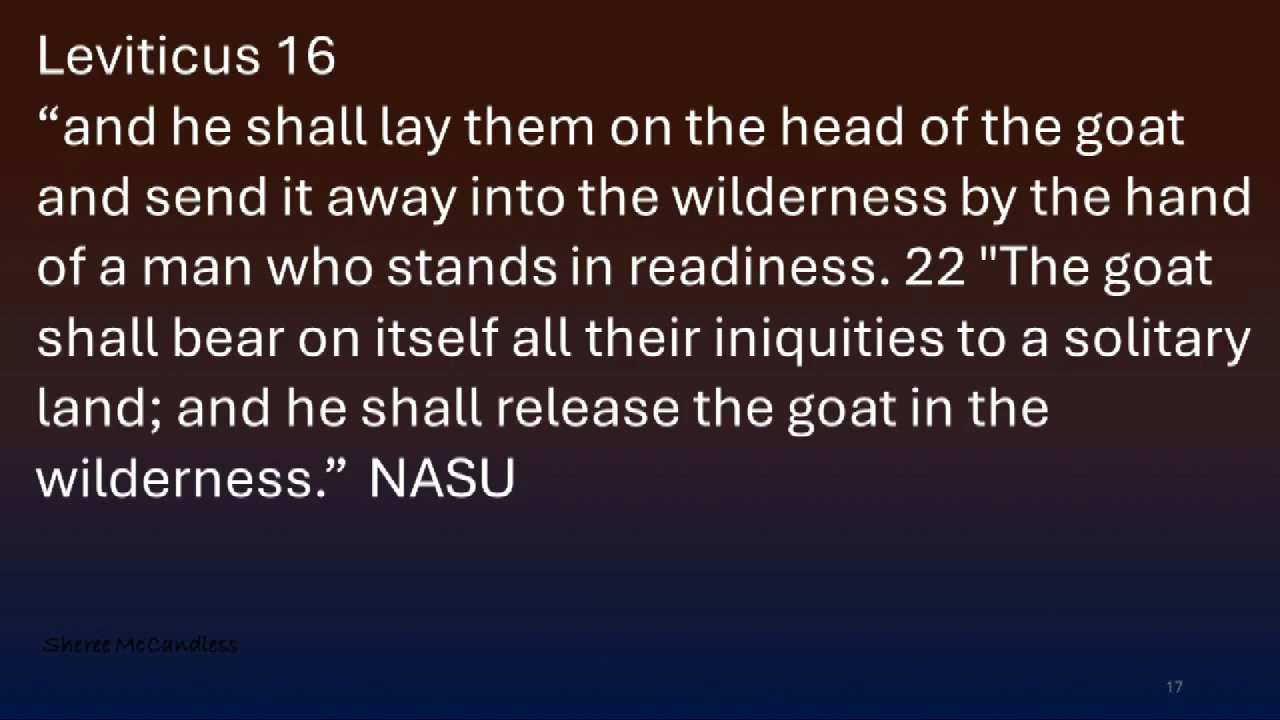 Leviticus 16
“and he shall lay them on the head of the goat
and send it away into the wilderness by the hand
of a man who stands in readiness. 22 "The goat
shall bear on itself all their iniquities to a solitary
land; and he shall release the goat in the
wilderness.” NASU
Sheree McCandless
17